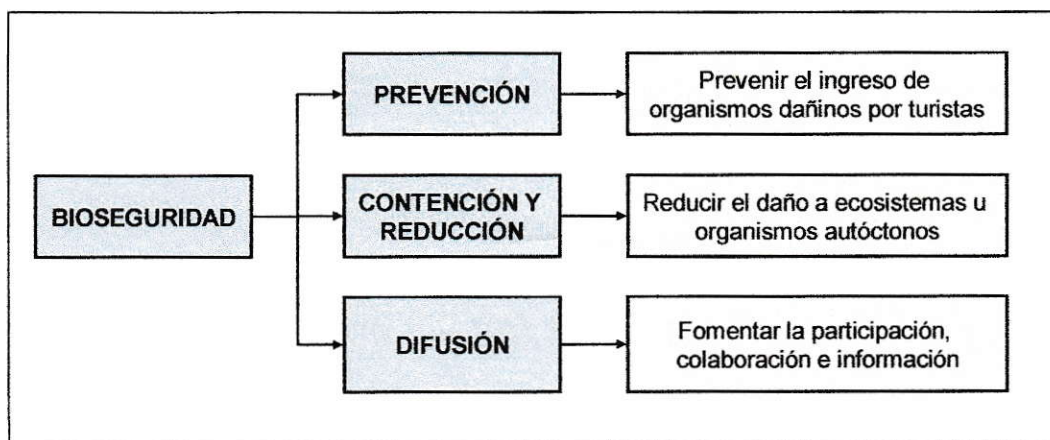 BIOSEGURIDAD
PREVENCIÓN
Prevenir el ingreso de
organismos dañinos por turistas
CONTENCIÓN Y
REDUCCIÓN
Reducir el daño a ecosistemas u
organismos autóctonos
DIFUSIÓN
Fomentar la participación,
colaboración e información